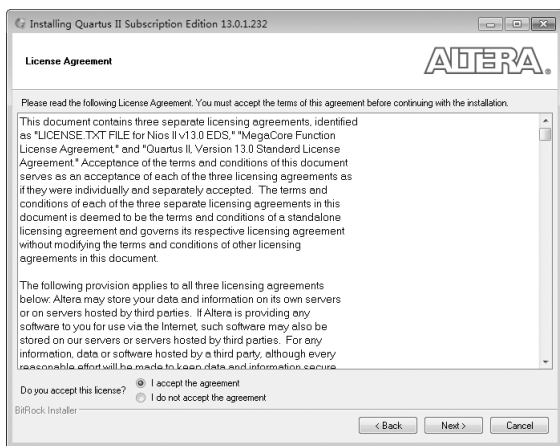 Installing Quartus II Subscription Edition 13.0.1.232
License Agreement
ALTERA®
Please read the following License Agreement. You must accept the terms of this agreement before continuing with the installation.
This document contains three separate licensing agreements, identified
as "LICENSE.TXT FILE for Nios II v13.0 EDS," "MegaCore Function
License Agreement," and "Quartus II, Version 13.0 Standard License
Agreement." Acceptance of the terms and conditions of this document
serves as an acceptance of each of the three licensing agreements as
if they were individually and separately accepted. The terms and
conditions of each of the three separate licensing agreements in this
document is deemed to be the terms and conditions of a standalone
licensing agreement and governs its respective licensing agreement
without modifying the terms and conditions of other licensing
agreements in this document.
The following provision applies to all three licensing agreements
below: Altera may store your data and information on its own servers
or on servers hosted by third parties. If Altera is providing any
software to you for use via the Internet, such software may also be
stored on our servers or servers hosted by third parties. For any
information, data or software hosted by a third party, although every
reasonable effort will be made to keep data and information secure
Do you accept this license?
I accept the agreement
I do not accept the agreement
BitRock Installer
< Back
Next >
Cancel